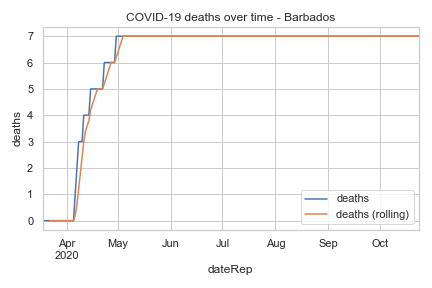 COVID-19 deaths over time - Barbados
deaths
7
6
5
4
3
2
1
0
deaths
deaths (rolling)
Apr
2020
May
Jun
Jul
Aug
Sep
Oct
dateRep